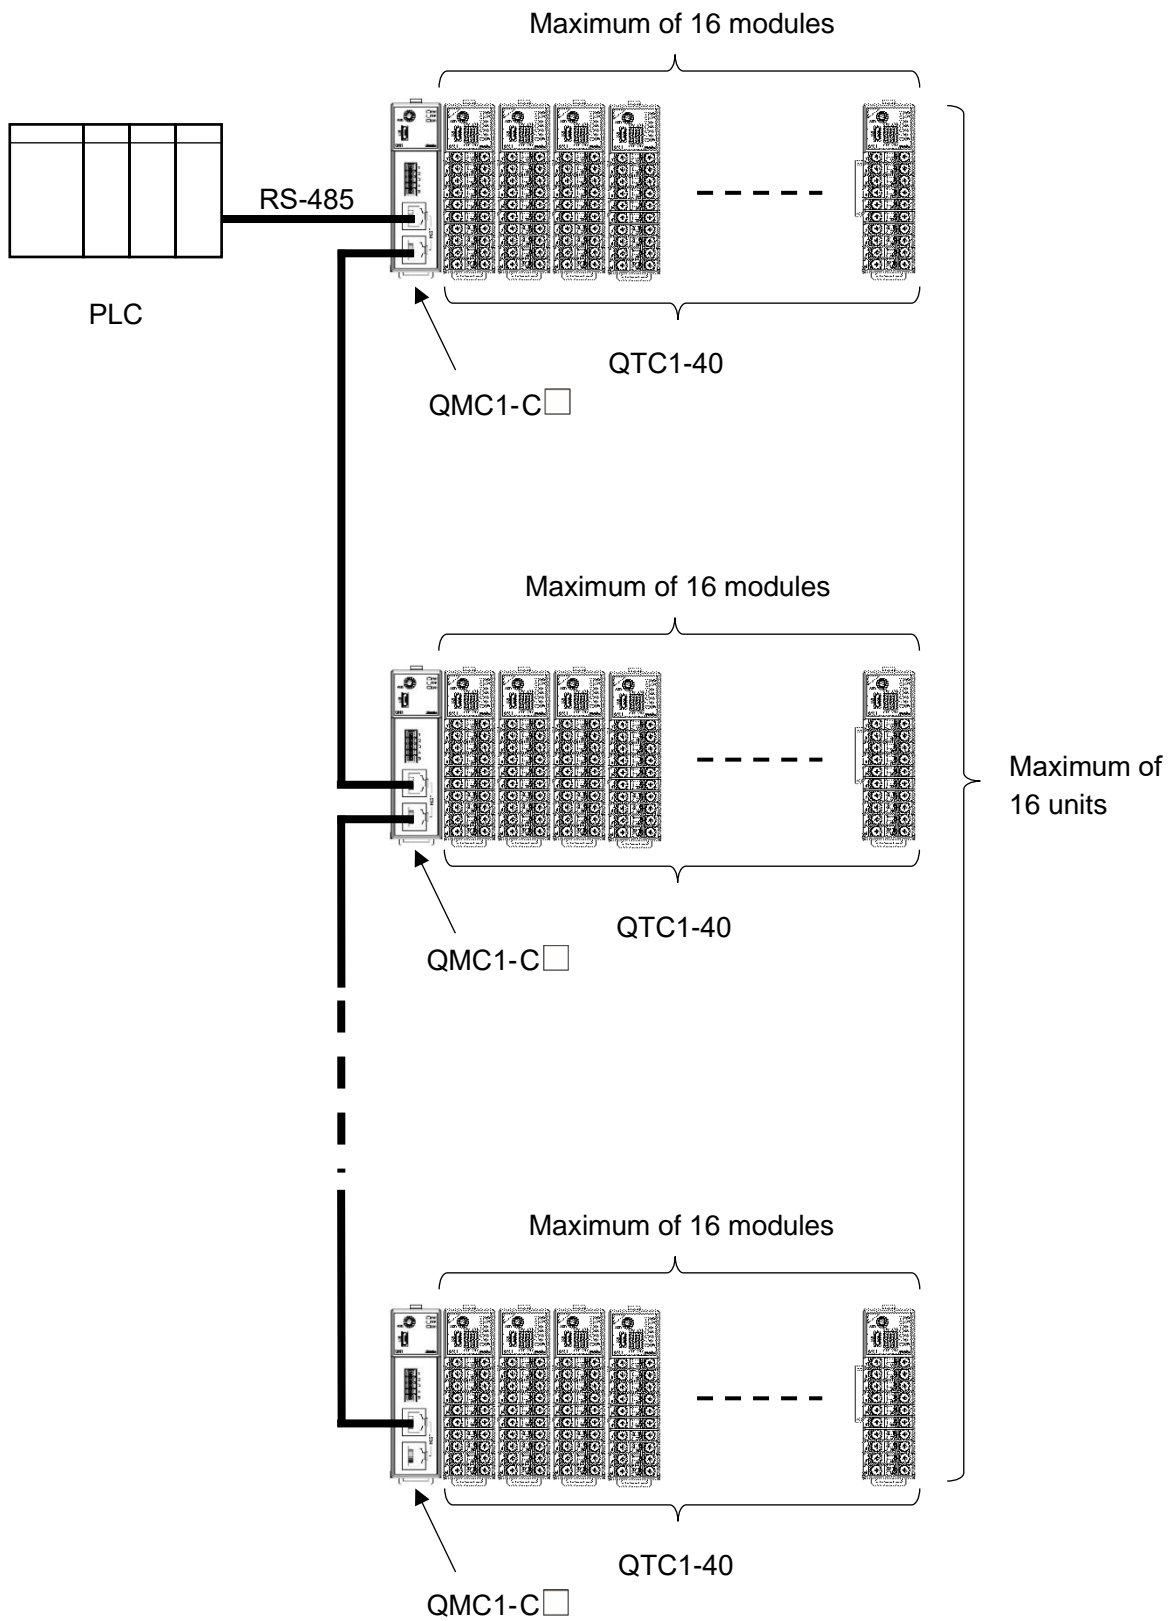 Maximum of 16 modules
RS-485
PLC
QTC1-40
QMC1-C□
Maximum of 16 modules
Maximum of
16 units
QTC1-40
QMC1-C□
Maximum of 16 modules
QTC1-40
QMC1-C□